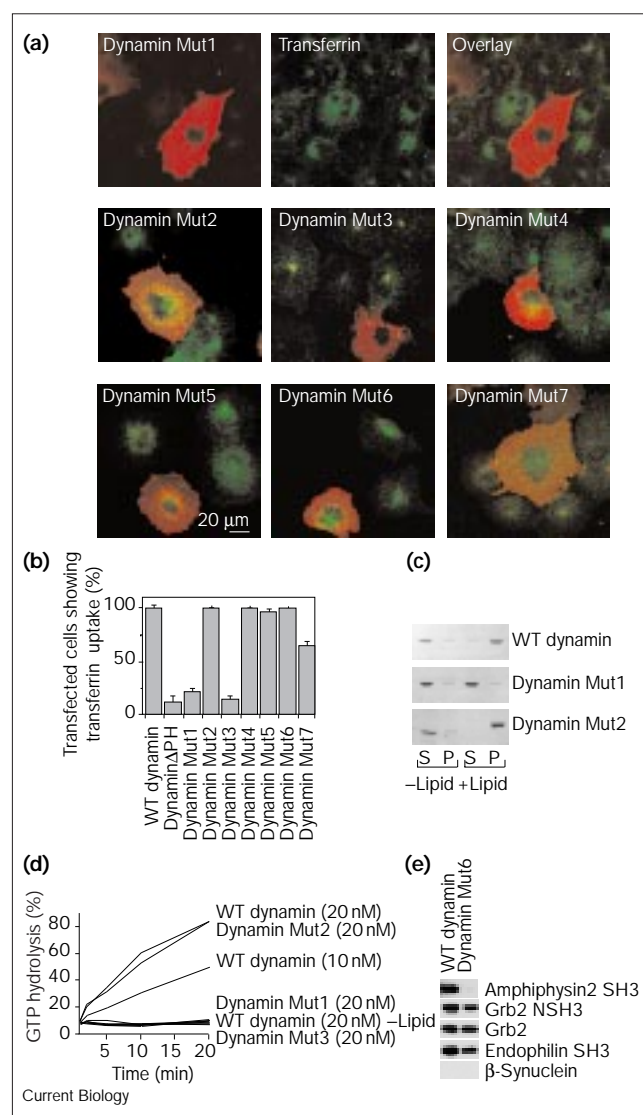 (a)
Dynamin Mut1
Transferrin
Overlay
Dynamin Mut2
Dynamin Mut3
Dynamin Mut4
Dynamin Mut5
Dynamin Mut6
Dynamin Mut7
20 μm
(b)
Transfected cells showing
transferrin uptake (%)
100
50
0
WT dynamin
DynaminΔPH
Dynamin Mut1
Dynamin Mut2
Dynamin Mut3
Dynamin Mut4
Dynamin Mut5
Dynamin Mut6
Dynamin Mut7
(c)
WT dynamin
Dynamin Mut1
Dynamin Mut2
S P S P
–Lipid +Lipid
(d)
GTP hydrolysis (%)
80
60
40
20
0
5 10 15 20
Time (min)
WT dynamin (20 nM)
Dynamin Mut2 (20 nM)
WT dynamin (10 nM)
Dynamin Mut1 (20 nM)
WT dynamin (20 nM) –Lipid
Dynamin Mut3 (20 nM)
(e)
WT dynamin
Dynamin Mut6
Amphiphysin2 SH3
Grb2 NSH3
Grb2
Endophilin SH3
β-Synuclein
Current Biology